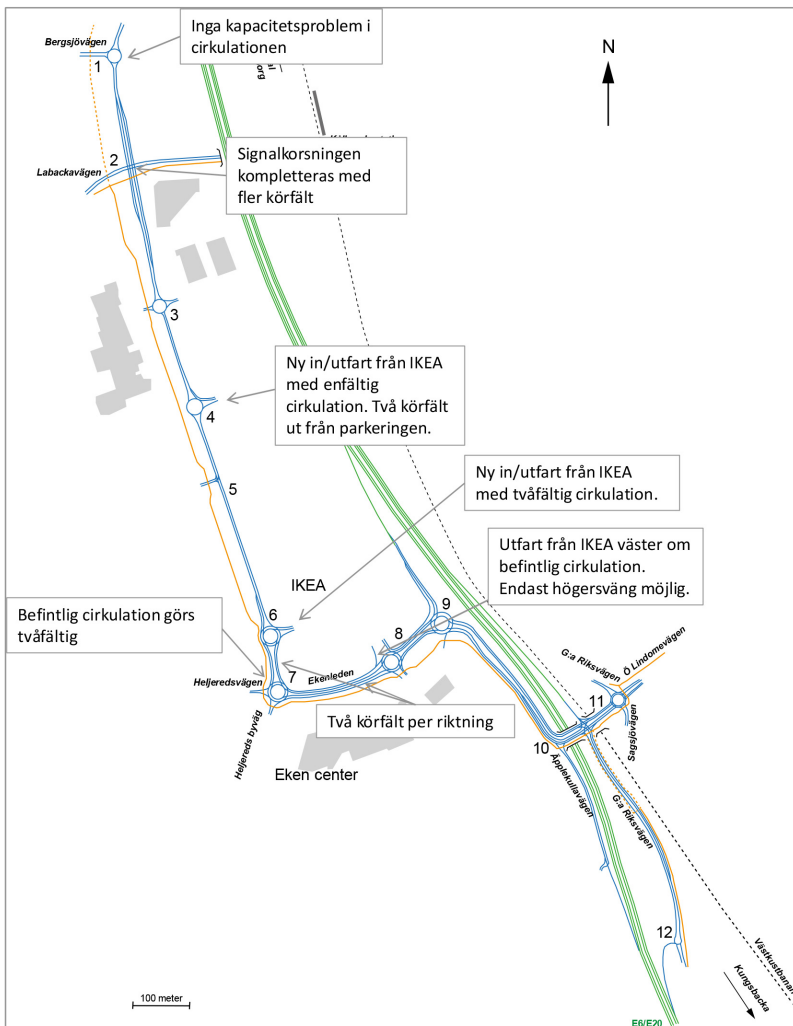 Inga kapacitetsproblem i
cirkulationen
Bergsjövägen
1
N
2
Labackavägen
Signalkorsningen
kompletteras med
fler körfält
3
Ny in/utfart från IKEA
med enfältig
cirkulation. Två körfält
ut från parkeringen.
4
5
Ny in/utfart från IKEA
med tvåfältig cirkulation.
Utfart från IKEA väster om
befintlig cirkulation.
Endast högersväng möjlig.
IKEA
Befintlig cirkulation görs
tvåfältig
6
8
9
7
Heljeredsvägen
Ekenleden
G:a Riksvägen
Ö Lindomevägen
11
Sagsjövägen
Heljereds byväg
Två körfält per riktning
10
Eken center
Äpplekullavägen
G:a Riksvägen
12
Västkustbanan
Kungsbacka
100 meter
E6/E20